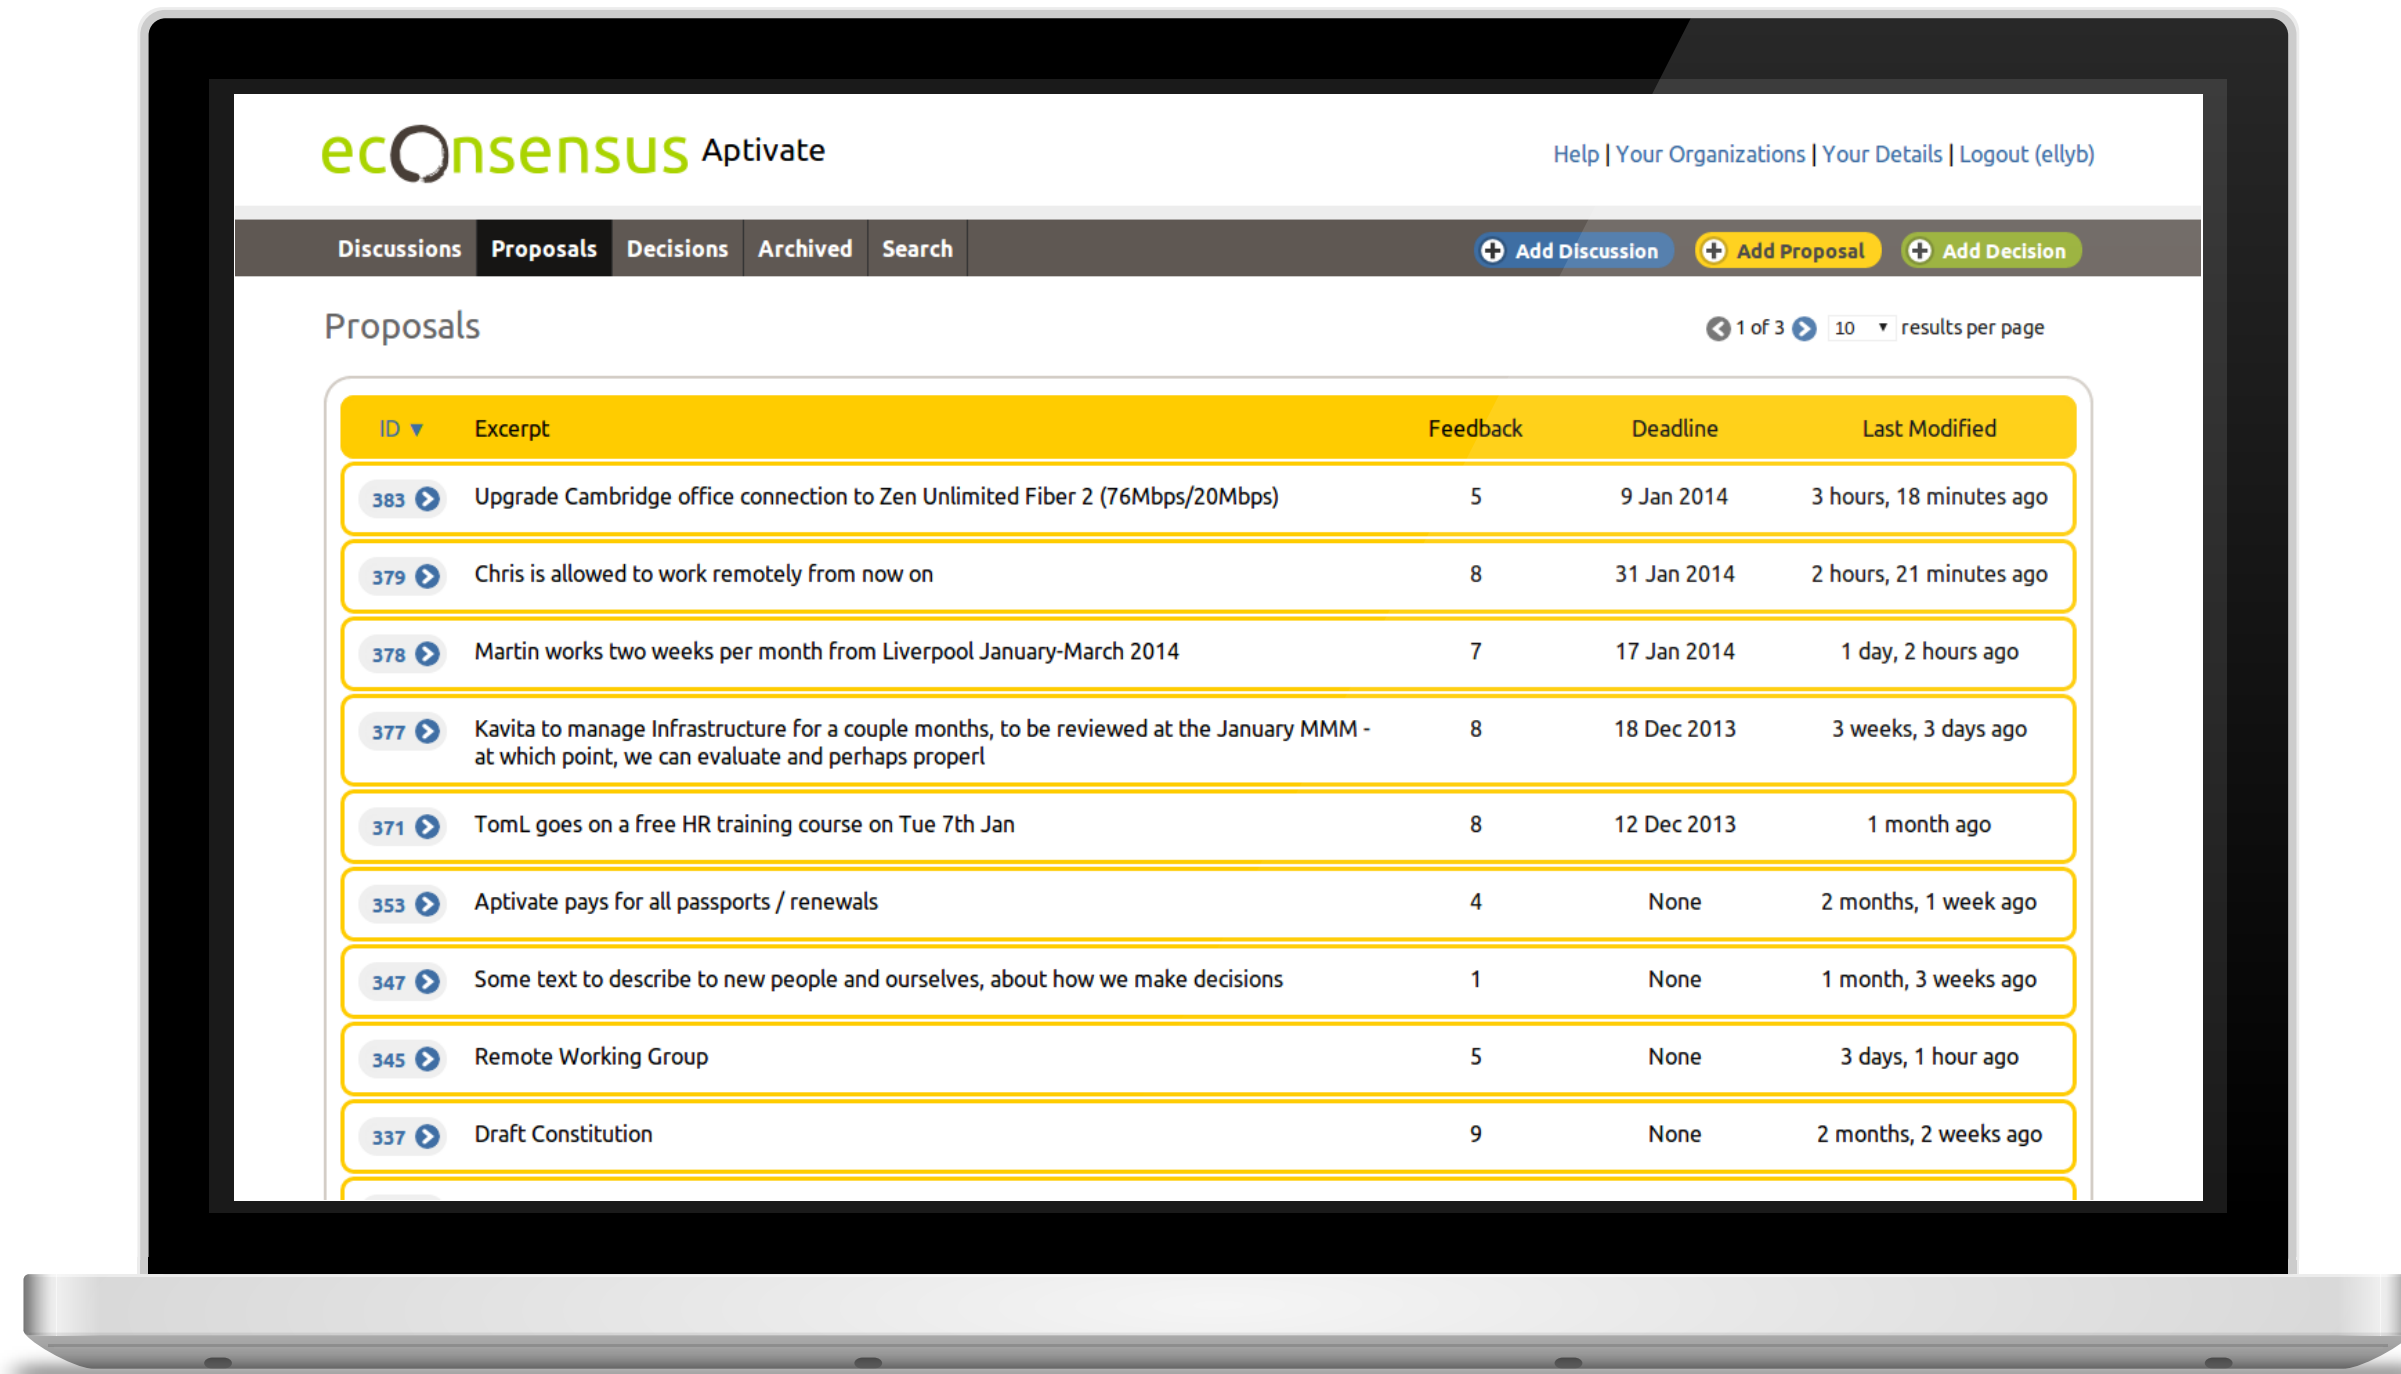 econsensus Aptivate
Help | Your Organizations | Your Details | Logout (ellyb)
Discussions Proposals Decisions Archived Search Add Discussion Add Proposal Add Decision
Proposals 1 of 3 10 ▼ results per page
ID ▼ Excerpt Feedback Deadline Last Modified
383 Upgrade Cambridge office connection to Zen Unlimited Fiber 2 (76Mbps/20Mbps) 5 9 Jan 2014 3 hours, 18 minutes ago
379 Chris is allowed to work remotely from now on 8 31 Jan 2014 2 hours, 21 minutes ago
378 Martin works two weeks per month from Liverpool January-March 2014 7 17 Jan 2014 1 day, 2 hours ago
377 Kavita to manage Infrastructure for a couple months, to be reviewed at the January MMM - 8 18 Dec 2013 3 weeks, 3 days ago
at which point, we can evaluate and perhaps properl
371 TomL goes on a free HR training course on Tue 7th Jan 8 12 Dec 2013 1 month ago
353 Aptivate pays for all passports / renewals 4 None 2 months, 1 week ago
347 Some text to describe to new people and ourselves, about how we make decisions 1 None 1 month, 3 weeks ago
345 Remote Working Group 5 None 3 days, 1 hour ago
337 Draft Constitution 9 None 2 months, 2 weeks ago